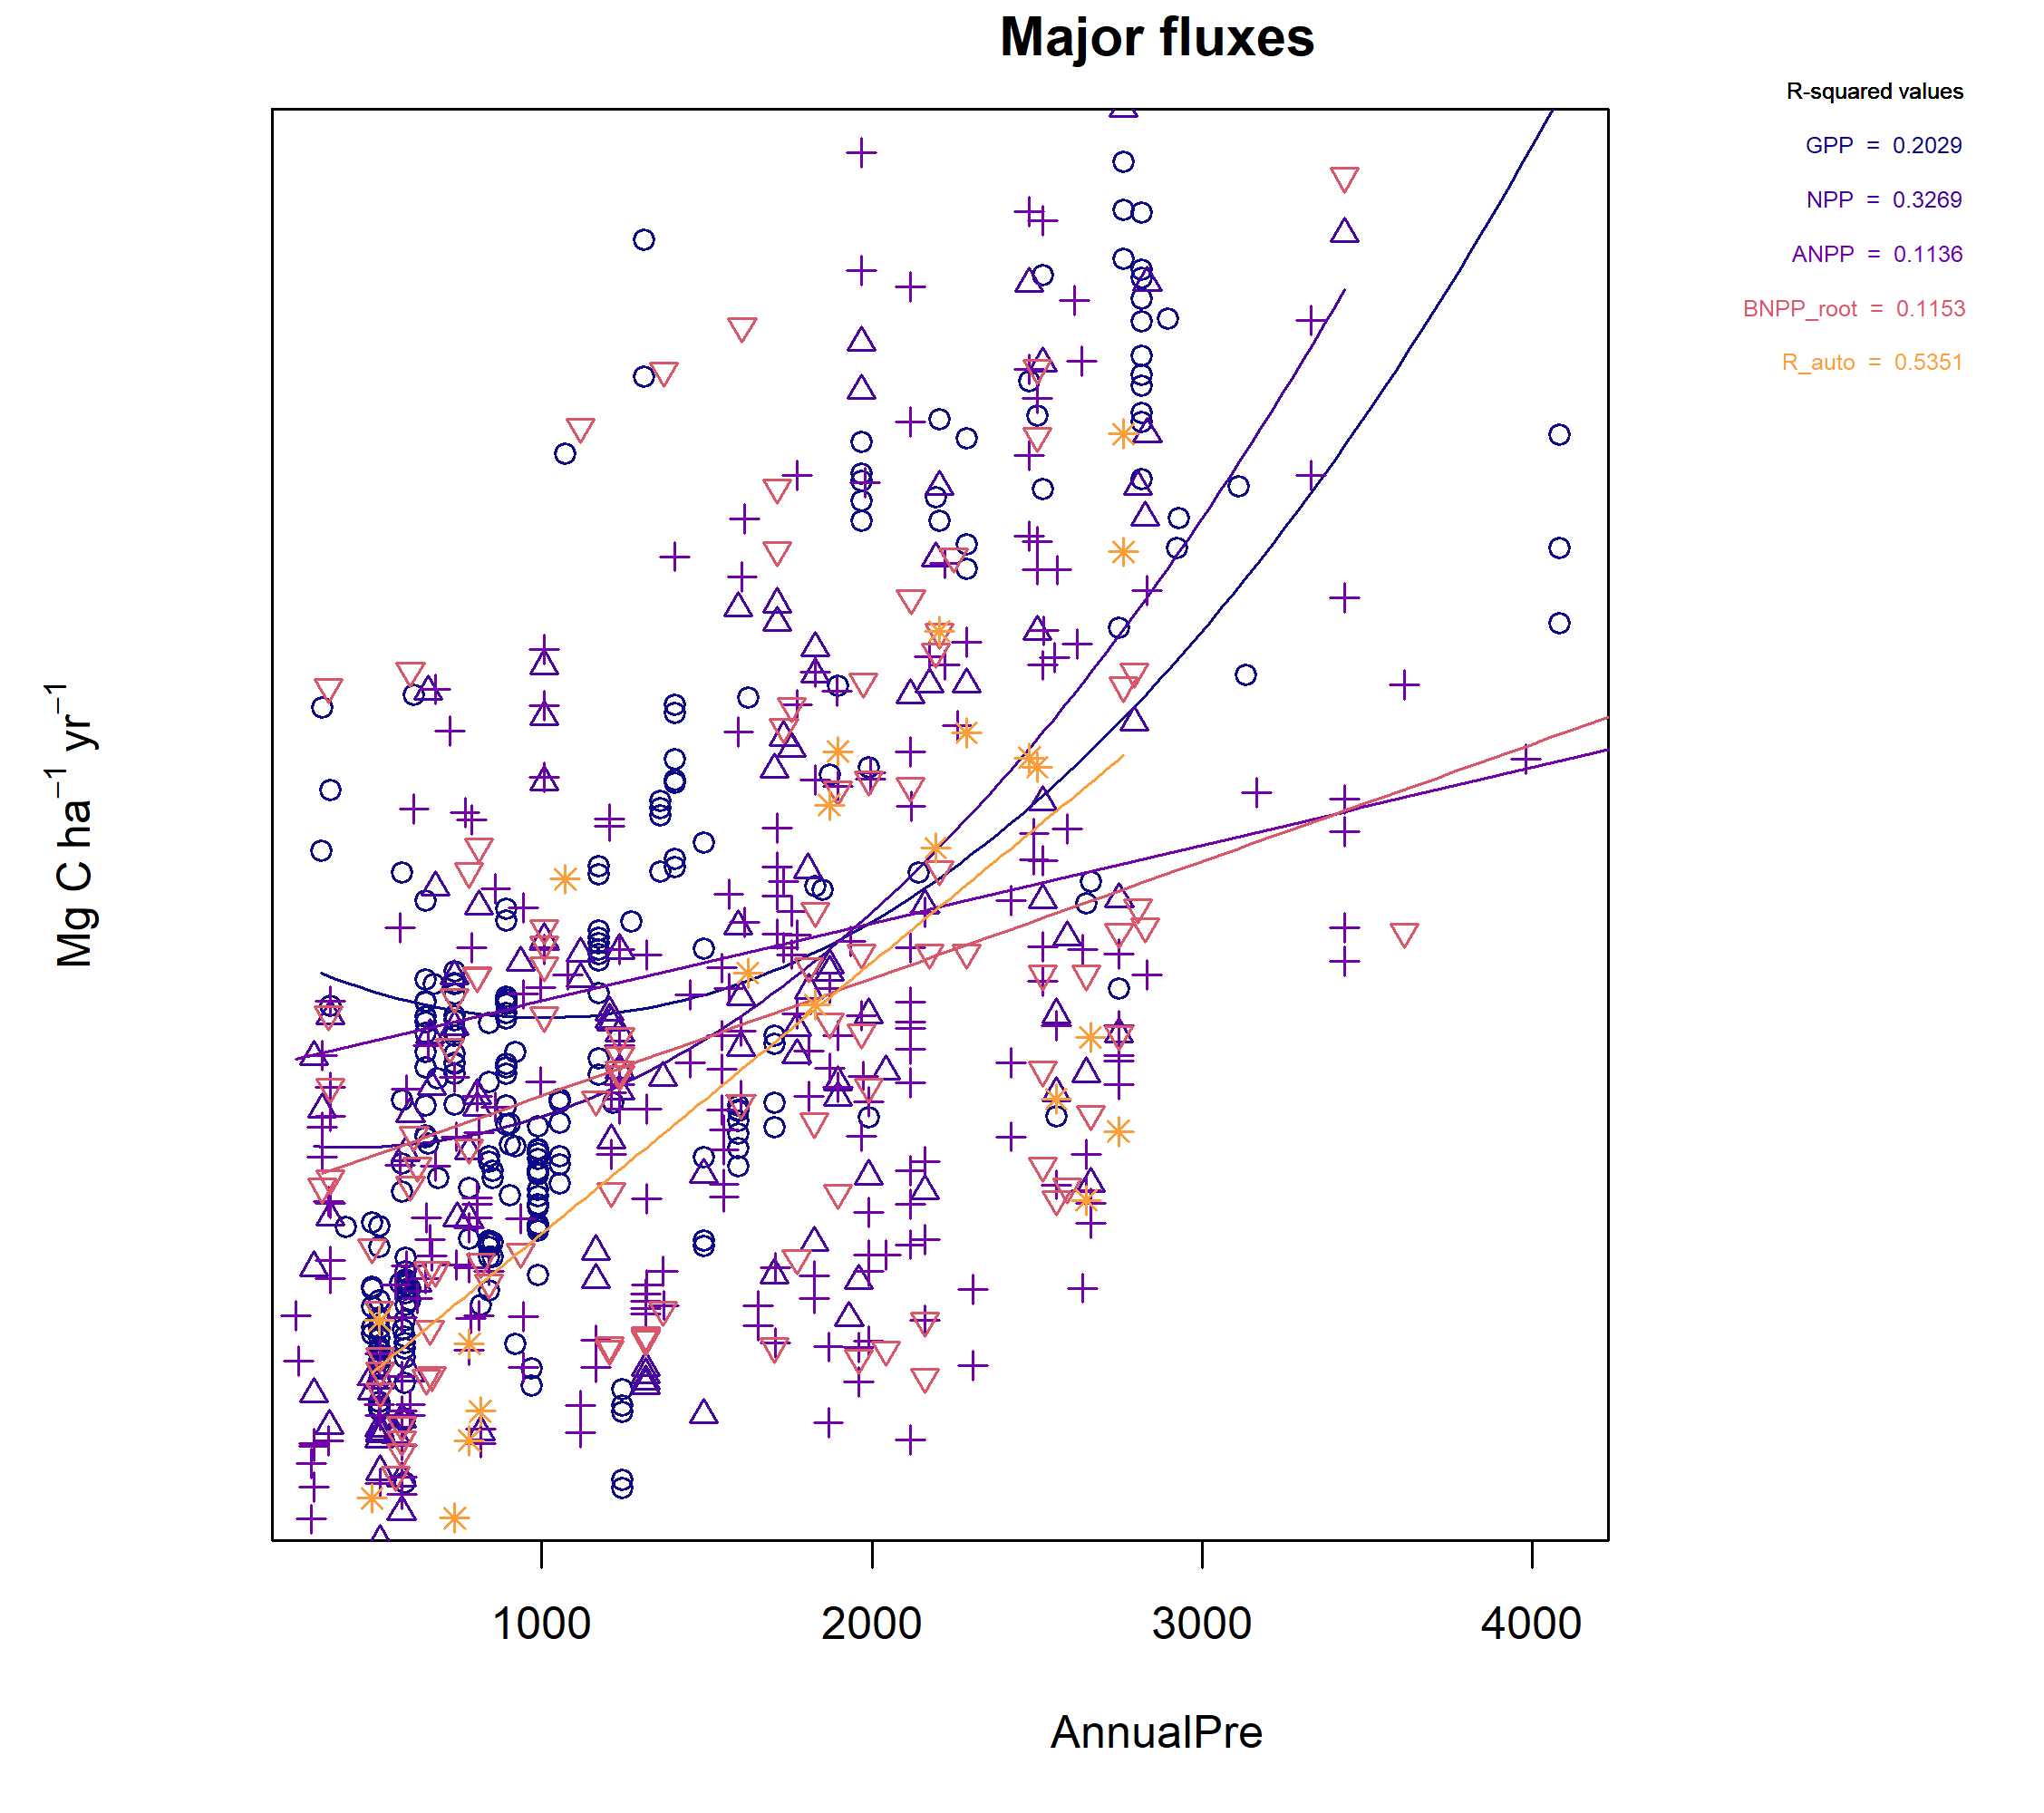 Major fluxes
R-squared values
GPP = 0.2029
NPP = 0.3269
ANPP = 0.1136
BNPP_root = 0.1153
R_auto = 0.5351
Mg C ha⁻¹ yr⁻¹
1000 2000 3000 4000
AnnualPre